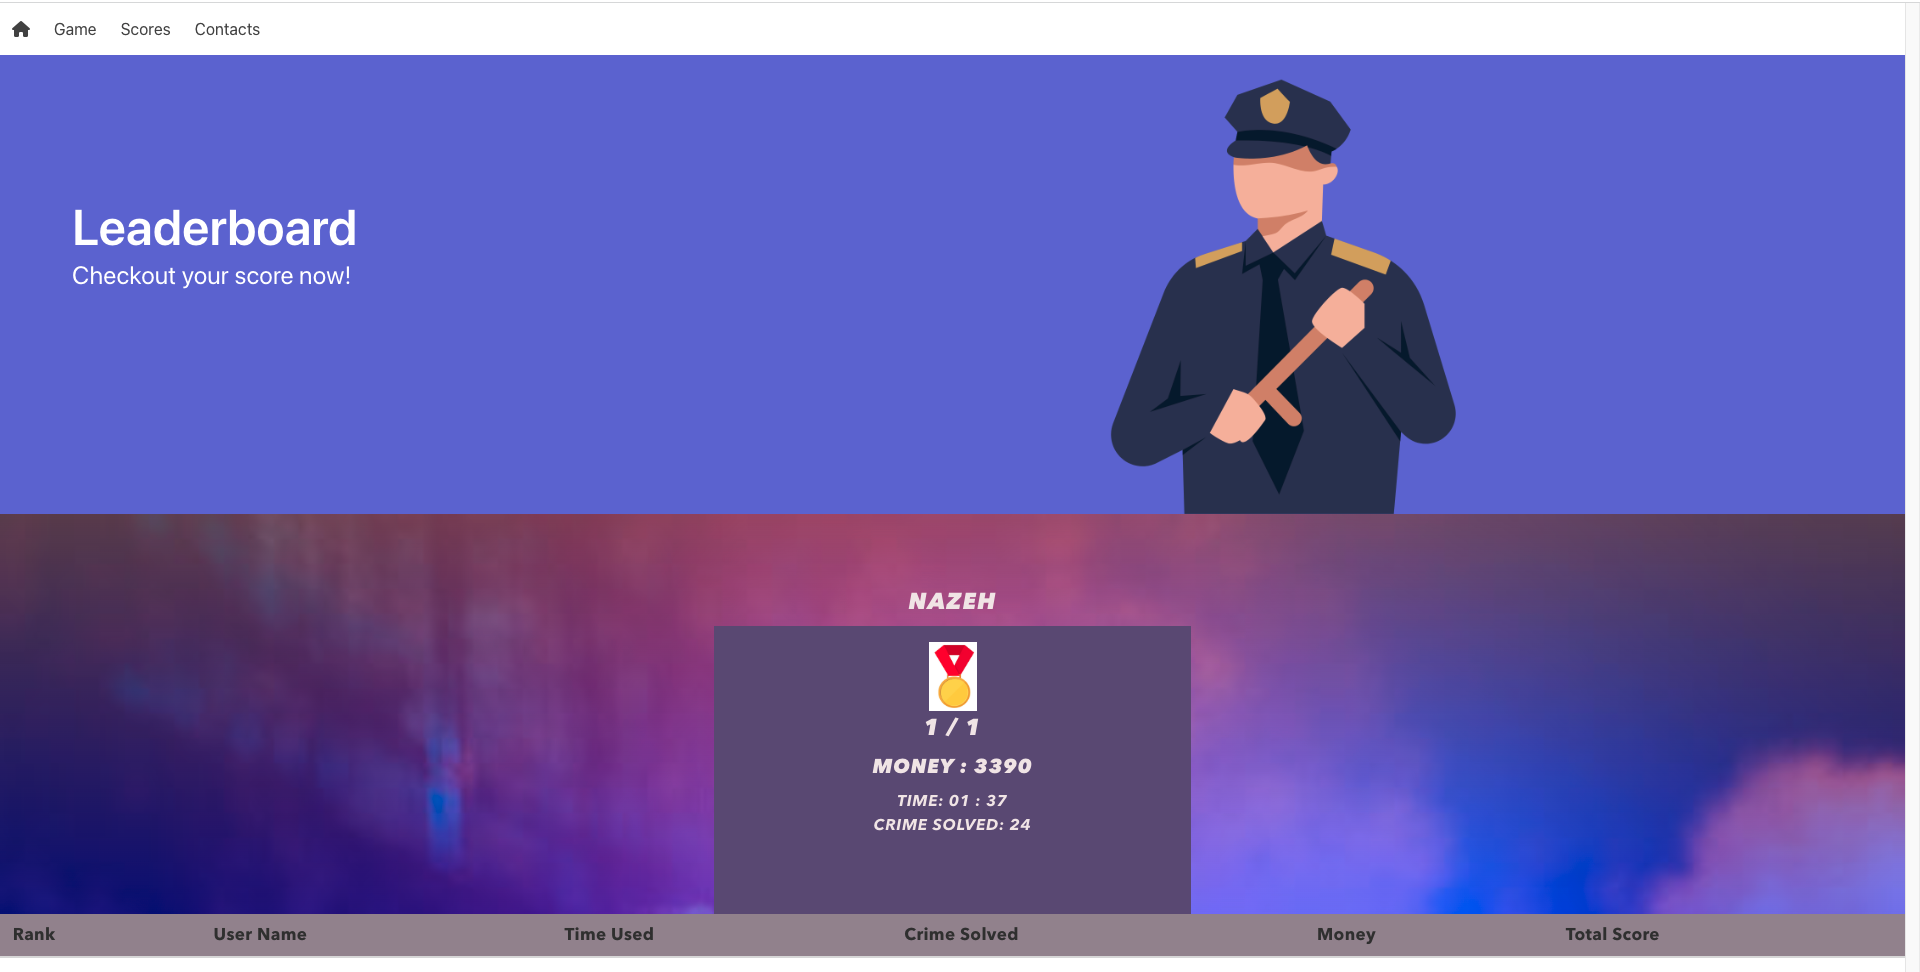 Game Scores Contacts
Leaderboard
Checkout your score now!
NAZEH
1 / 1
MONEY : 3390
TIME: 01 : 37
CRIME SOLVED: 24
Rank User Name Time Used Crime Solved Money Total Score